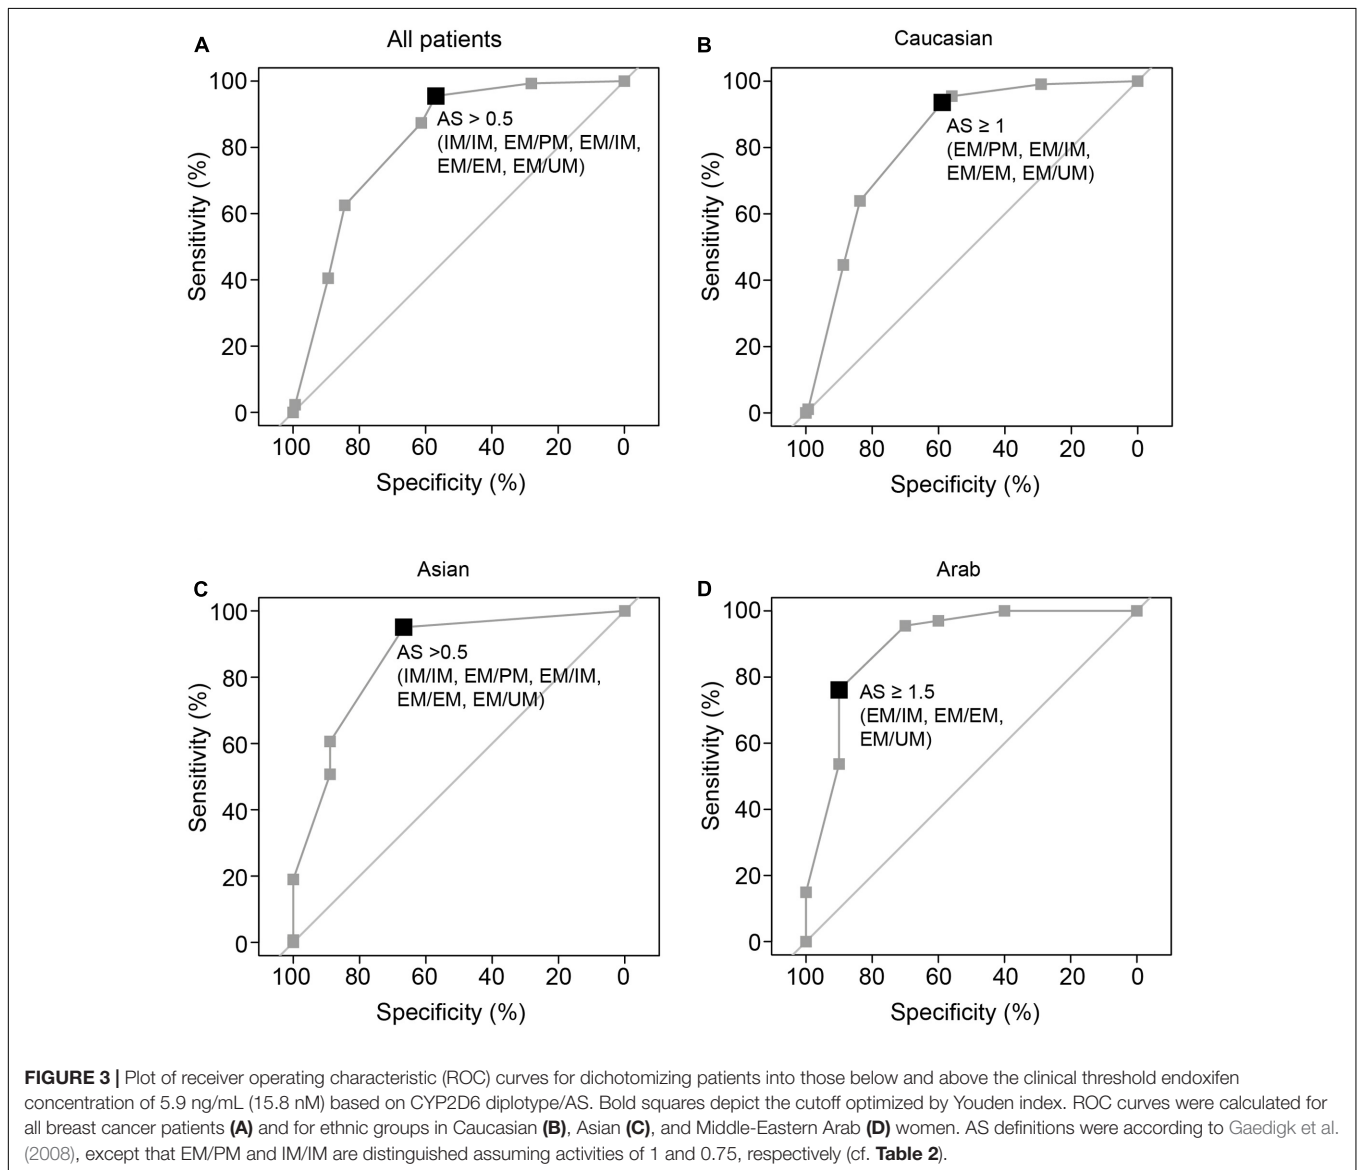 A
All patients
100
80
60
40
20
0
Sensitivity (%)
AS > 0.5
(IM/IM, EM/PM, EM/IM,
EM/EM, EM/UM)
100 80 60 40 20 0
Specificity (%)
B
Caucasian
100
80
60
40
20
0
Sensitivity (%)
AS ≥ 1
(EM/PM, EM/IM,
EM/EM, EM/UM)
100 80 60 40 20 0
Specificity (%)
C
Asian
100
80
60
40
20
0
Sensitivity (%)
AS >0.5
(IM/IM, EM/PM, EM/IM,
EM/EM, EM/UM)
100 80 60 40 20 0
Specificity (%)
D
Arab
100
80
60
40
20
0
Sensitivity (%)
AS ≥ 1.5
(EM/IM, EM/EM,
EM/UM)
100 80 60 40 20 0
Specificity (%)
FIGURE 3 | Plot of receiver operating characteristic (ROC) curves for dichotomizing patients into those below and above the clinical threshold endoxifen
concentration of 5.9 ng/mL (15.8 nM) based on CYP2D6 diplotype/AS. Bold squares depict the cutoff optimized by Youden index. ROC curves were calculated for
all breast cancer patients (A) and for ethnic groups in Caucasian (B), Asian (C), and Middle-Eastern Arab (D) women. AS definitions were according to Gaedigk et al.
(2008), except that EM/PM and IM/IM are distinguished assuming activities of 1 and 0.75, respectively (cf. Table 2).